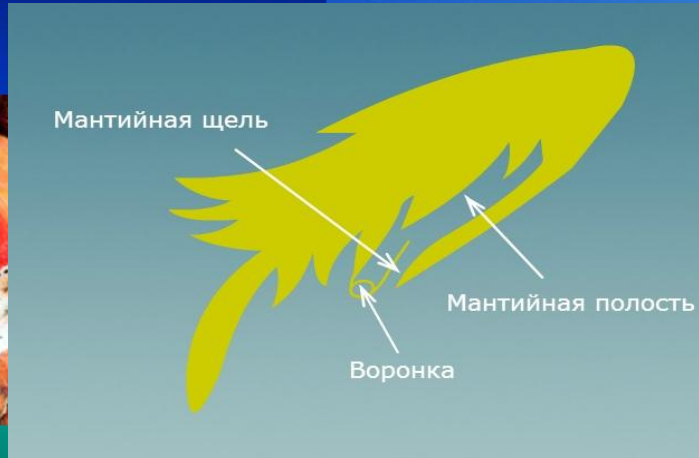 Мантийная щель
Мантийная полость
Воронка